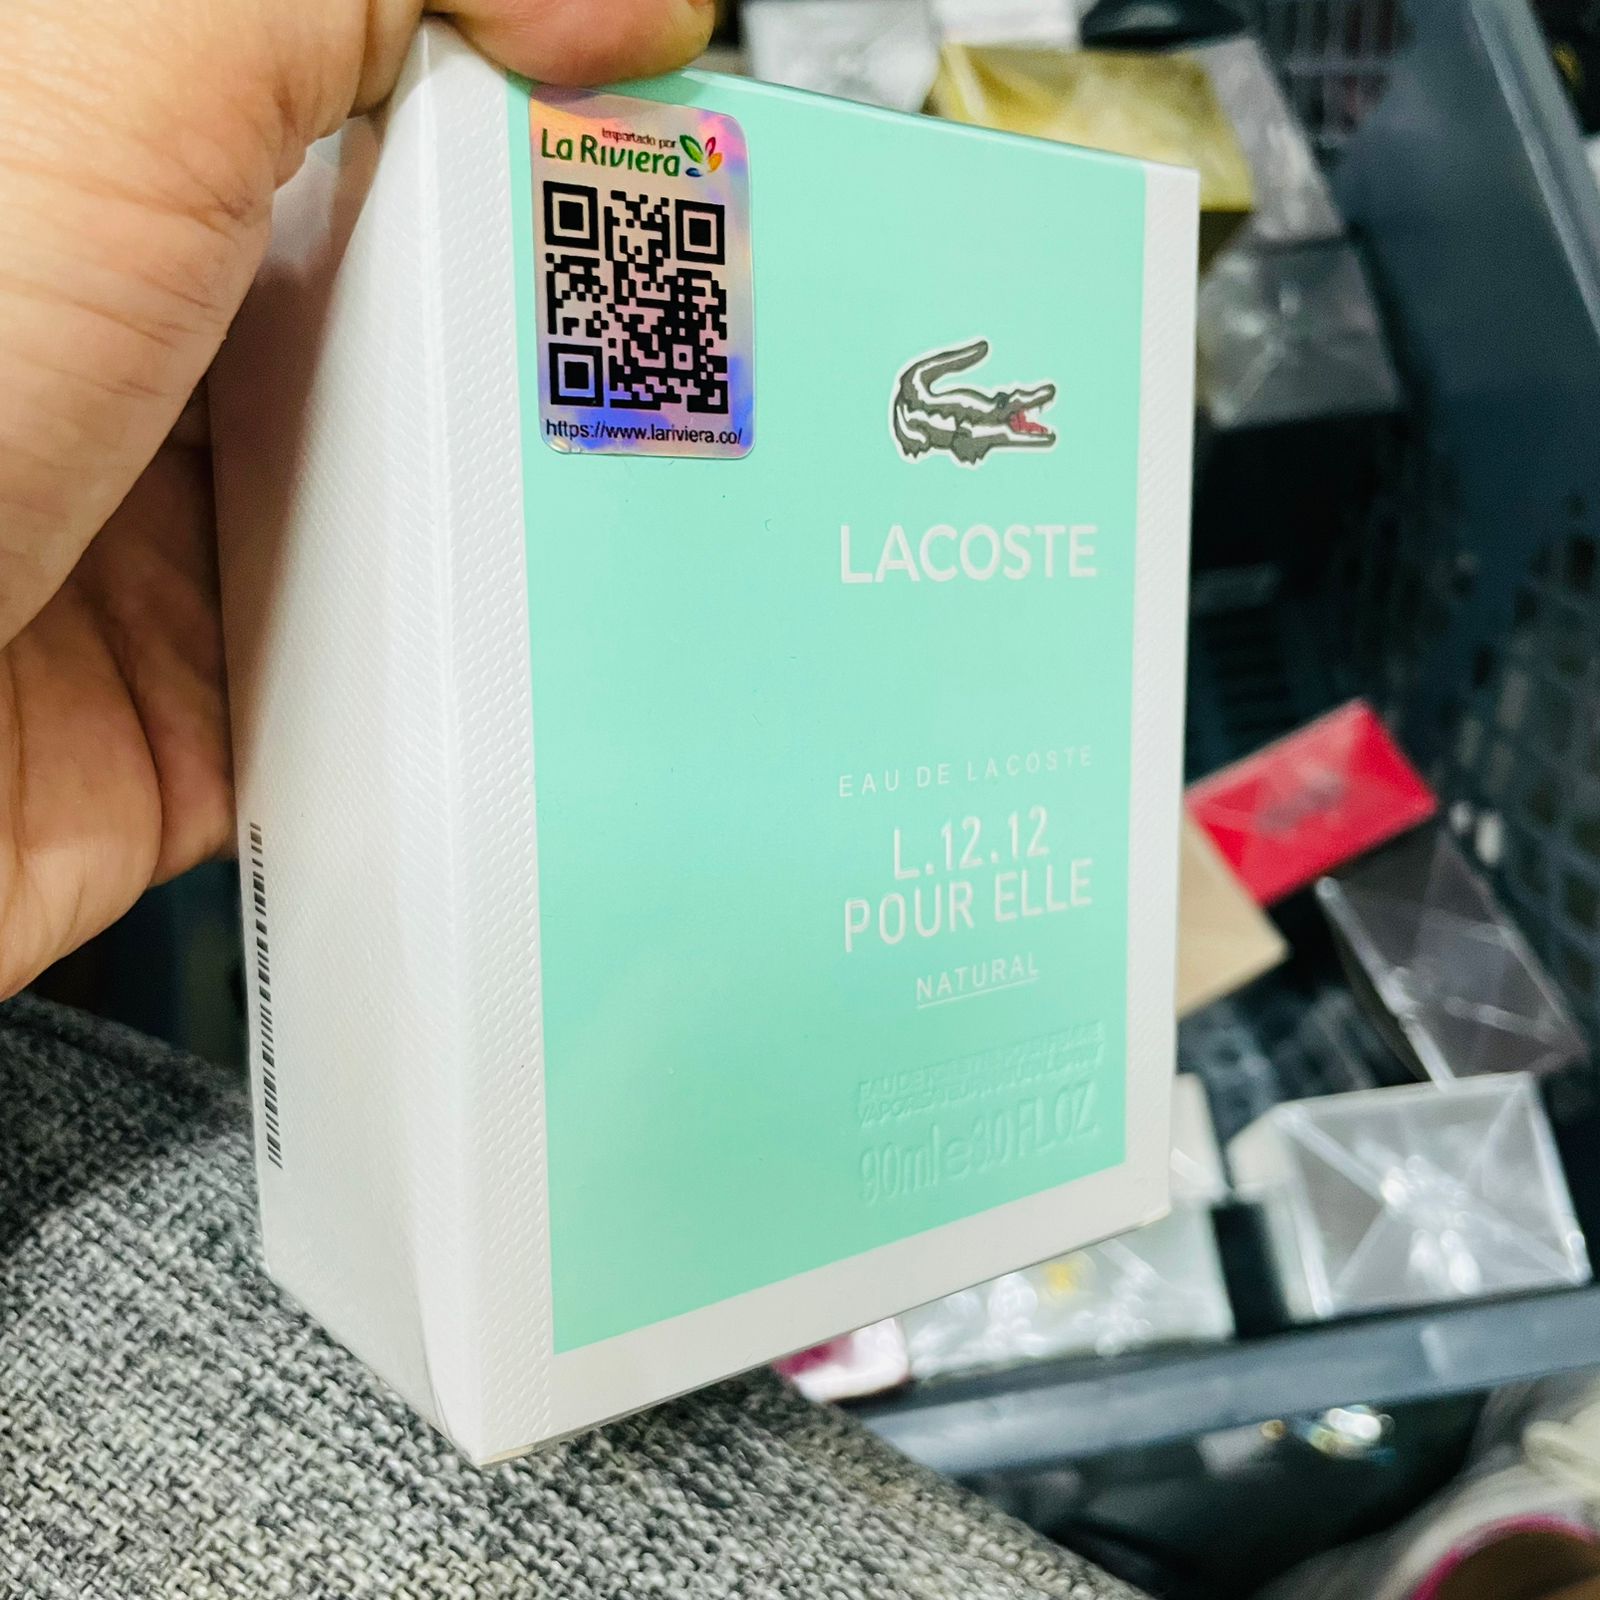 Importado por
La Riviera
https://www.lariviera.co/
LACOSTE
EAU DE LACOSTE
L.12.12
POUR ELLE
NATURAL
90ml e 3.0 FL.OZ.